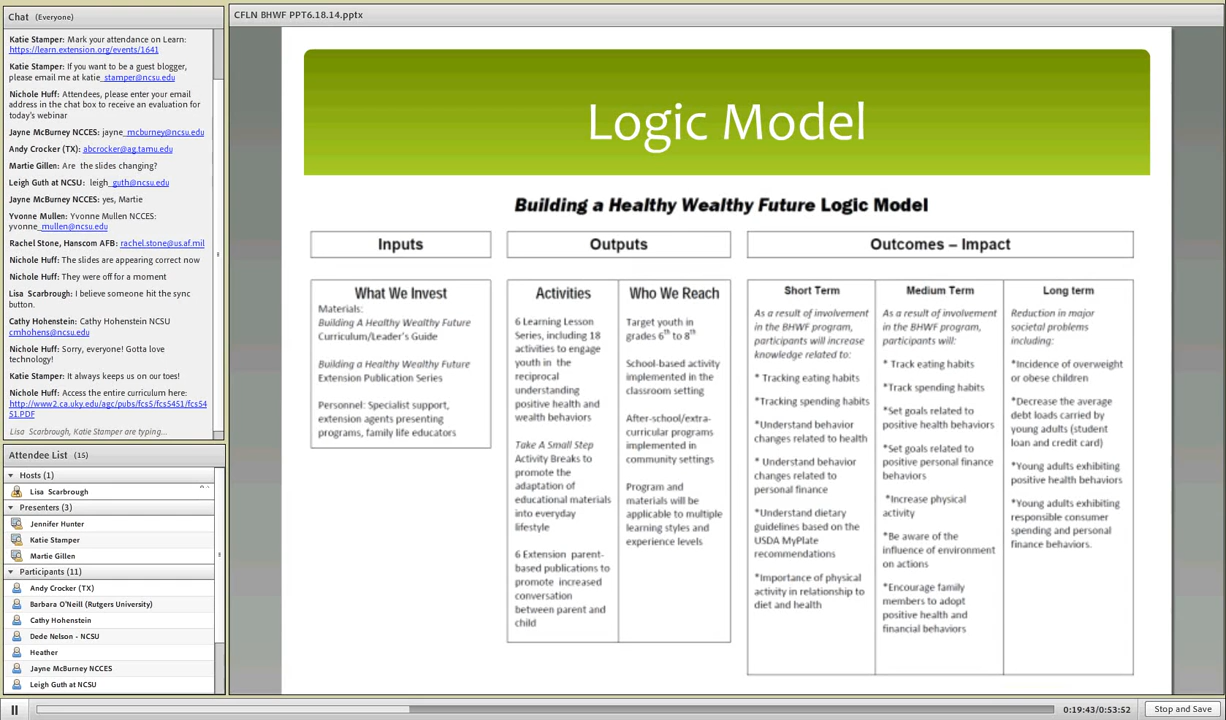 Chat (Everyone)
Katie Stamper: Mark your attendance on Learn:
https://learn.extension.org/events/1641
Katie Stamper: If you want to be a guest blogger,
please email me at katie_stamper@ncsu.edu
Nichole Huff: Attendees, please enter your email
address in the chat box to receive an evaluation for
today's webinar
Jayne McBurney NCCES: jayne_mcburney@ncsu.edu
Andy Crocker (TX): abcrocker@ag.tamu.edu
Martie Gillen: Are the slides changing?
Leigh Guth at NCSU: leigh_guth@ncsu.edu
Jayne McBurney NCCES: yes, Martie
Yvonne Mullen: Yvonne Mullen NCCES:
yvonne_mullen@ncsu.edu
Rachel Stone, Hanscom AFB: rachel.stone@us.af.mil
Nichole Huff: The slides are appearing correct now
Nichole Huff: They were off for a moment
Lisa Scarbrough: I believe someone hit the sync
button.
Cathy Hohenstein: Cathy Hohenstein NCSU
cmhohens@ncsu.edu
Nichole Huff: Sorry, everyone! Gotta love
technology!
Katie Stamper: It always keeps us on our toes!
Nichole Huff: Access the entire curriculum here:
http://www2.ca.uky.edu/agc/pubs/fcs5/fcs5451/fcs54
51.PDF
Lisa Scarbrough, Katie Stamper are typing...
Attendee List (15)
Hosts (1)
Lisa Scarbrough
Presenters (3)
Jennifer Hunter
Katie Stamper
Martie Gillen
Participants (11)
Andy Crocker (TX)
Barbara O'Neill (Rutgers University)
Cathy Hohenstein
Dede Nelson - NCSU
Heather
Jayne McBurney NCCES
Leigh Guth at NCSU
CFLN BHWF PPT6.18.14.pptx
Logic Model
Building a Healthy Wealthy Future Logic Model
Inputs
What We Invest
Materials:
Building A Healthy Wealthy Future
Curriculum/Leader's Guide
Building a Healthy Wealthy Future
Extension Publication Series
Personnel: Specialist support,
extension agents presenting
programs, family life educators
Outputs
Activities
6 Learning Lesson
Series, including 18
activities to engage
youth in the
reciprocal
understanding
positive health and
wealth behaviors
Take A Small Step
Activity Breaks to
promote the
adaptation of
educational materials
into everyday
lifestyle
6 Extension parent-
based publications to
promote increased
conversation
between parent and
child
Who We Reach
Target youth in
grades 6th to 8th
School-based activity
implemented in the
classroom setting
After-school/extra-
curricular programs
implemented in
community settings
Program and
materials will be
applicable to multiple
learning styles and
experience levels
Outcomes – Impact
Short Term
As a result of involvement
in the BHWF program,
participants will increase
knowledge related to:
* Tracking eating habits
*Tracking spending habits
*Understand behavior
changes related to health
* Understand behavior
changes related to
personal finance
*Understand dietary
guidelines based on the
USDA MyPlate
recommendations
*Importance of physical
activity in relationship to
diet and health
Medium Term
As a result of involvement
in the BHWF program,
participants will:
* Track eating habits
*Track spending habits
*Set goals related to
positive health behaviors
*Set goals related to
positive personal finance
behaviors
*Increase physical
activity
*Be aware of the
influence of environment
on actions
*Encourage family
members to adopt
positive health and
financial behaviors
Long term
Reduction in major
societal problems
including:
*Incidence of overweight
or obese children
*Decrease the average
debt loads carried by
young adults (student
loan and credit card)
*Young adults exhibiting
positive health behaviors
*Young adults exhibiting
responsible consumer
spending and personal
finance behaviors.
0:19:43/0:53:52
Stop and Save